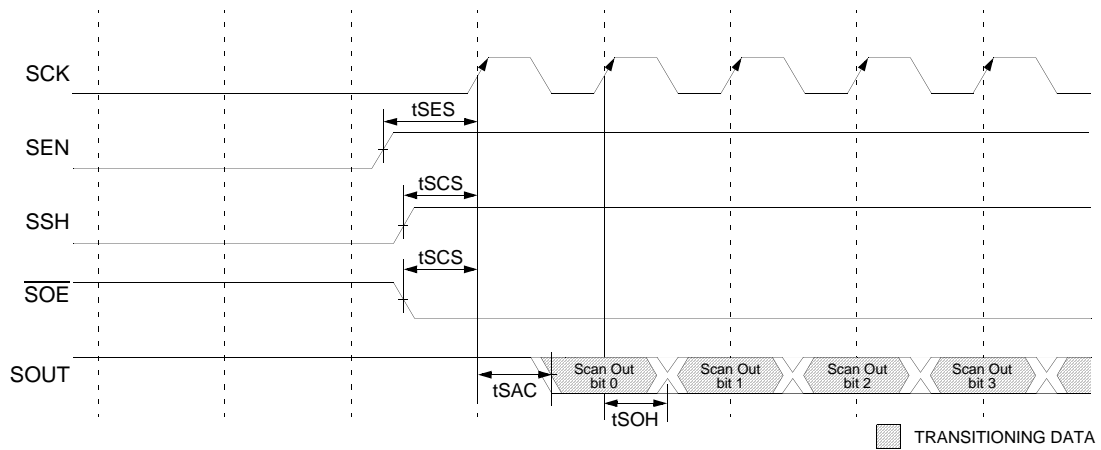 SCK
tSES
SEN
tSCS
SSH
tSCS
SOE
SOUT
Scan Out
bit 0
Scan Out
bit 1
Scan Out
bit 2
Scan Out
bit 3
tSAC
tSOH
TRANSITIONING DATA